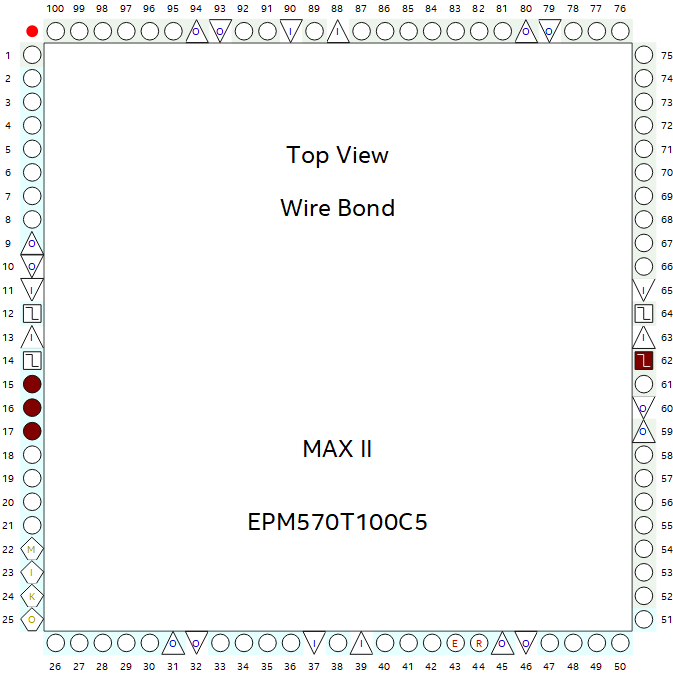 100 99 98 97 96 95 94 93 92 91 90 89 88 87 86 85 84 83 82 81 80 79 78 77 76
O O I I O O
1 75
2 74
3 73
4 72
5 71
Top View
6 70
7 69
Wire Bond
8 68
9 O 67
10 O 66
11 I I 65
12 64
13 I I 63
14 62
15 61
16 O 60
17 O 59
MAX II
18 58
19 57
20 56
EPM570T100C5
21 55
22 M 54
23 I 53
24 K 52
25 O 51
O O I I E R O O
26 27 28 29 30 31 32 33 34 35 36 37 38 39 40 41 42 43 44 45 46 47 48 49 50